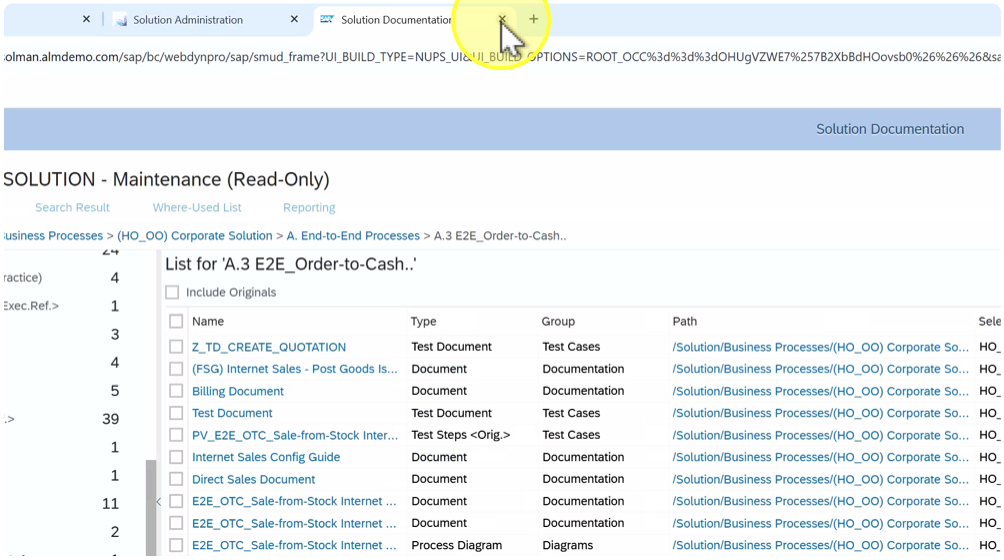 Solution Administration
Solution Documentation
solman.almdemo.com/sap/bc/webdynpro/sap/smud_frame?UI_BUILD_TYPE=NUPS_UI&UI_BUILD_OPTIONS=ROOT_OCC%3d%3d%3dOHUgVZWE7%257B2XbBdHOovsb0%26%26%26&sa
Solution Documentation
SOLUTION - Maintenance (Read-Only)
Search Result Where-Used List Reporting
usiness Processes > (HO_OO) Corporate Solution > A. End-to-End Processes > A.3 E2E_Order-to-Cash..
24
ractice) 4
Exec.Ref.> 1
3
4
5
.> 39
1
1
11
2
List for 'A.3 E2E_Order-to-Cash..'
Include Originals
Name Type Group Path Sele
Z_TD_CREATE_QUOTATION Test Document Test Cases /Solution/Business Processes/(HO_OO) Corporate So... HO_
(FSG) Internet Sales - Post Goods Is... Document Documentation /Solution/Business Processes/(HO_OO) Corporate So... HO_
Billing Document Document Documentation /Solution/Business Processes/(HO_OO) Corporate So... HO_
Test Document Test Document Test Cases /Solution/Business Processes/(HO_OO) Corporate So... HO_
PV_E2E_OTC_Sale-from-Stock Inter... Test Steps <Orig.> Test Cases /Solution/Business Processes/(HO_OO) Corporate So... HO_
Internet Sales Config Guide Document Documentation /Solution/Business Processes/(HO_OO) Corporate So... HO_
Direct Sales Document Document Documentation /Solution/Business Processes/(HO_OO) Corporate So... HO_
E2E_OTC_Sale-from-Stock Internet ... Document Documentation /Solution/Business Processes/(HO_OO) Corporate So... HO_
E2E_OTC_Sale-from-Stock Internet ... Document Documentation /Solution/Business Processes/(HO_OO) Corporate So... HO_
E2E_OTC_Sale-from-Stock Internet ... Process Diagram Diagrams /Solution/Business Processes/(HO_OO) Corporate So... HO_